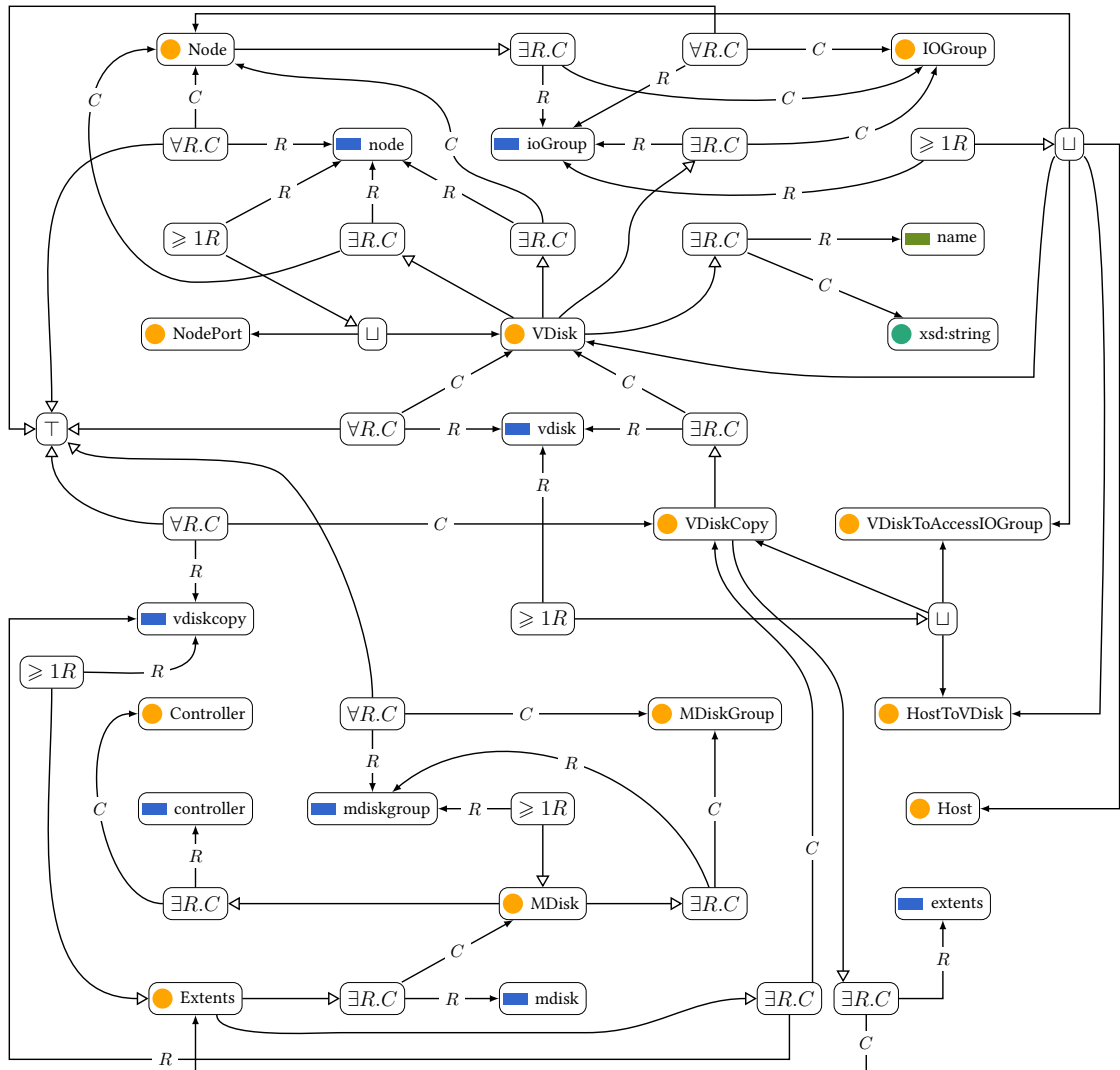 Node
∃R.C
∀R.C
C
IOGroup
R
R
C
C
C
∀R.C
R
node
ioGroup
R
∃R.C
C
⩾ 1R
⊔
C
R
R
R
R
⩾ 1R
∃R.C
∃R.C
∃R.C
R
name
C
NodePort
⊔
VDisk
xsd:string
C
C
⊤
∀R.C
R
vdisk
R
∃R.C
R
∀R.C
C
VDiskCopy
VDiskToAccessIOGroup
R
vdiskcopy
⩾ 1R
⊔
⩾ 1R
R
Controller
∀R.C
C
MDiskGroup
HostToVDisk
R
R
C
controller
mdiskgroup
R
⩾ 1R
C
Host
R
C
∃R.C
MDisk
∃R.C
extents
C
R
Extents
∃R.C
R
mdisk
∃R.C
∃R.C
R
C